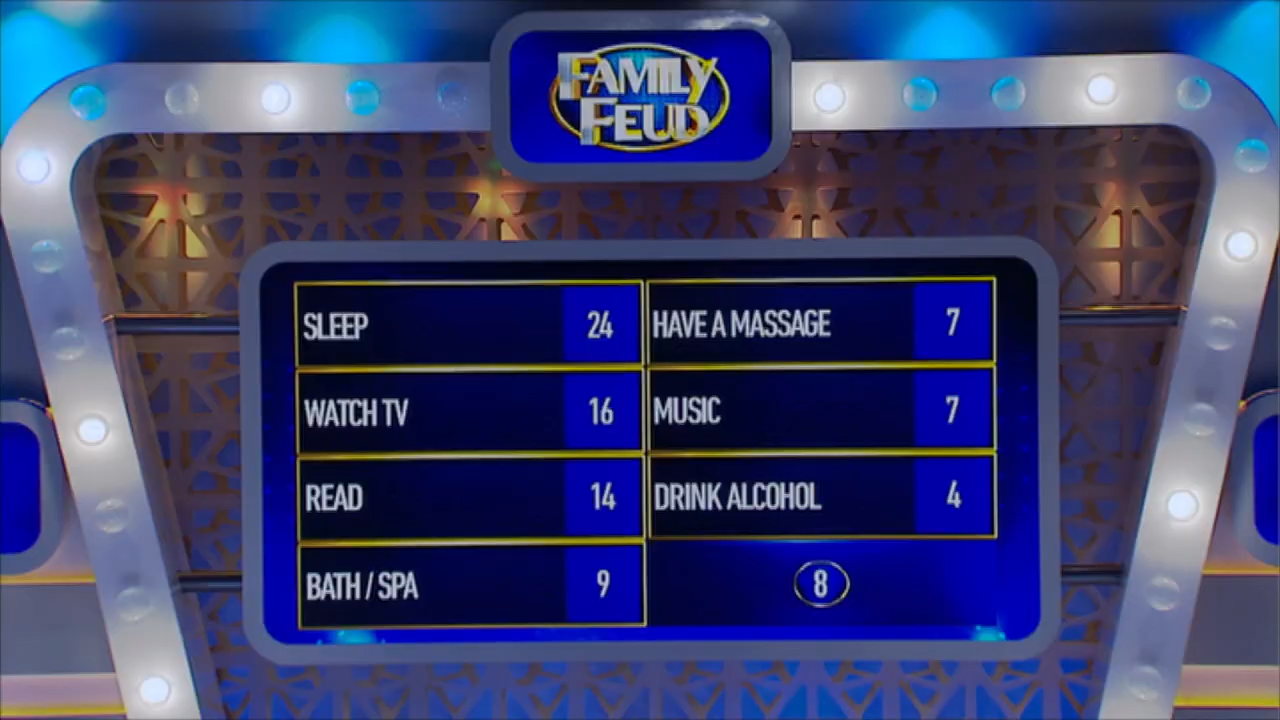 FAMILY
FEUD
SLEEP 24
WATCH TV 16
READ 14
BATH / SPA 9
HAVE A MASSAGE 7
MUSIC 7
DRINK ALCOHOL 4
8